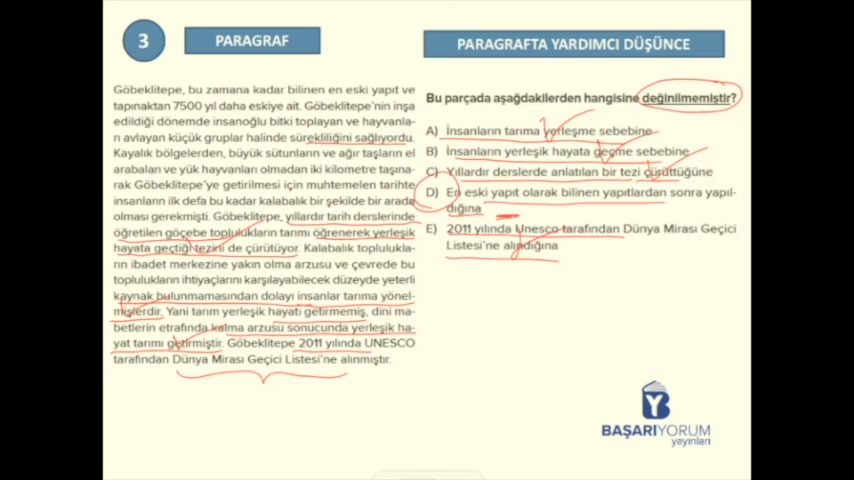 3
PARAGRAF
PARAGRAFTA YARDIMCI DÜŞÜNCE
Göbeklitepe, bu zamana kadar bilinen en eski yapıt ve
tapınaktan 7500 yıl daha eskiye ait. Göbeklitepe'nin inşa
edildiği dönemde insanoğlu bitki toplayan ve hayvanla-
rı avlayan küçük gruplar halinde sürekliliğini sağlıyordu.
Kayalık bölgelerden, büyük sütunların ve ağır taşların el
arabaları ve yük hayvanları olmadan iki kilometre taşına-
rak Göbeklitepe'ye getirilmesi için muhtemelen tarihte
insanların ilk defa bu kadar kalabalık bir şekilde bir arada
olması gerekmişti. Göbeklitepe, yıllardır tarih derslerinde
öğretilen göçebe toplulukların tarımı öğrenerek yerleşik
hayata geçtiği tezini de çürütüyor. Kalabalık toplulukla-
rın ibadet merkezine yakın olma arzusu ve çevrede bu
toplulukların ihtiyaçlarını karşılayabilecek düzeyde yeterli
kaynak bulunmamasından dolayı insanlar tarıma yönel-
mişlerdir. Yani tarım yerleşik hayatı getirmemiş, dini ma-
betlerin etrafında kalma arzusu sonucunda yerleşik ha-
yat tarımı getirmiştir. Göbeklitepe 2011 yılında UNESCO
tarafından Dünya Mirası Geçici Listesi'ne alınmıştır.
Bu parçada aşağdakilerden hangisine değinilmemiştir?
A) İnsanların tarıma yerleşme sebebine
B) İnsanların yerleşik hayata geçme sebebine
C) Yıllardır derslerde anlatılan bir tezi çürüttüğüne
D) En eski yapıt olarak bilinen yapıtlardan sonra yapıl-
dığına
E) 2011 yılında Unesco tarafından Dünya Mirası Geçici
Listesi'ne alındığına
BAŞARIYORUM
yayınları